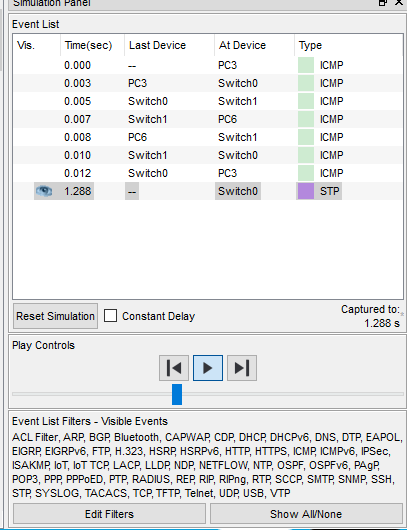 Simulation Panel
Event List
Vis. Time(sec) Last Device At Device Type
0.000 -- PC3 ICMP
0.003 PC3 Switch0 ICMP
0.005 Switch0 Switch1 ICMP
0.007 Switch1 PC6 ICMP
0.008 PC6 Switch1 ICMP
0.010 Switch1 Switch0 ICMP
0.012 Switch0 PC3 ICMP
1.288 -- Switch0 STP
Reset Simulation Constant Delay Captured to:
1.288 s
Play Controls
Event List Filters - Visible Events
ACL Filter, ARP, BGP, Bluetooth, CAPWAP, CDP, DHCP, DHCPv6, DNS, DTP, EAPOL,
EIGRP, EIGRPv6, FTP, H.323, HSRP, HSRPv6, HTTP, HTTPS, ICMP, ICMPv6, IPSec,
ISAKMP, IoT, IoT TCP, LACP, LLDP, NDP, NETFLOW, NTP, OSPF, OSPFv6, PAgP,
POP3, PPP, PPPoED, PTP, RADIUS, REP, RIP, RIPng, RTP, SCCP, SMTP, SNMP, SSH,
STP, SYSLOG, TACACS, TCP, TFTP, Telnet, UDP, USB, VTP
Edit Filters Show All/None